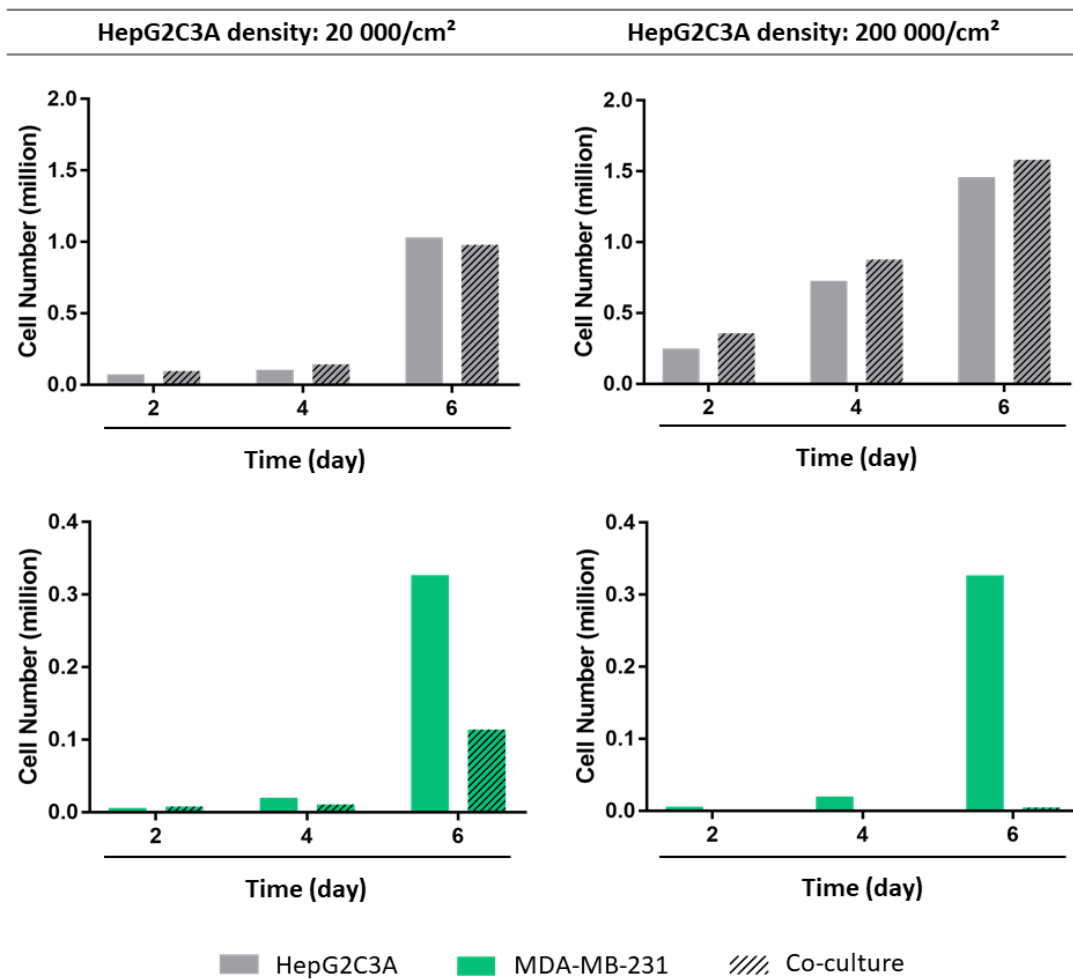 HepG2C3A density: 20 000/cm²
HepG2C3A density: 200 000/cm²
Cell Number (million)
2.0
1.5
1.0
0.5
0.0
2 4 6
Time (day)
Cell Number (million)
2.0
1.5
1.0
0.5
0.0
2 4 6
Time (day)
Cell Number (million)
0.4
0.3
0.2
0.1
0.0
2 4 6
Time (day)
Cell Number (million)
0.4
0.3
0.2
0.1
0.0
2 4 6
Time (day)
HepG2C3A MDA-MB-231 Co-culture